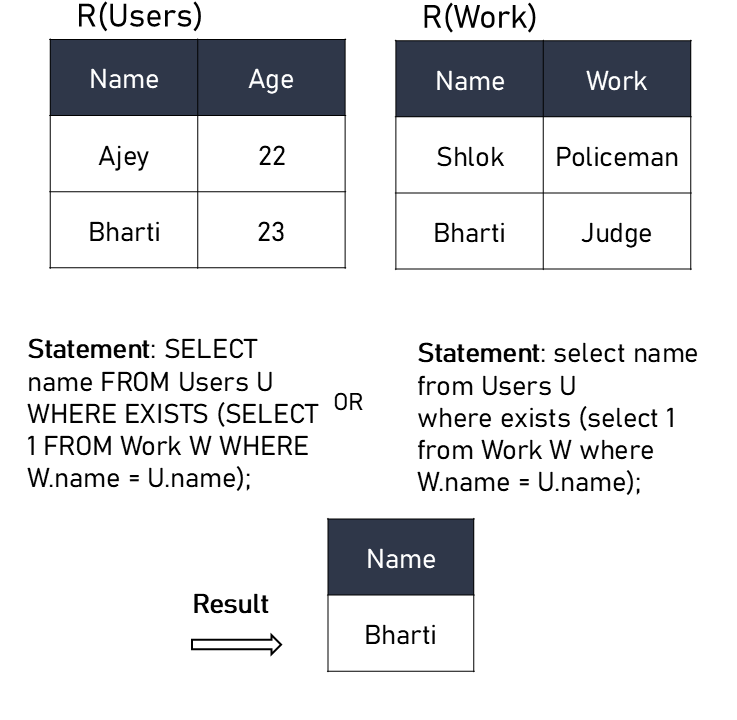 R(Users)
R(Work)
Name Age
Ajey 22
Bharti 23
Name Work
Shlok Policeman
Bharti Judge
Statement: SELECT
name FROM Users U
WHERE EXISTS (SELECT
1 FROM Work W WHERE
W.name = U.name);
OR
Statement: select name
from Users U
where exists (select 1
from Work W where
W.name = U.name);
Result
Name
Bharti